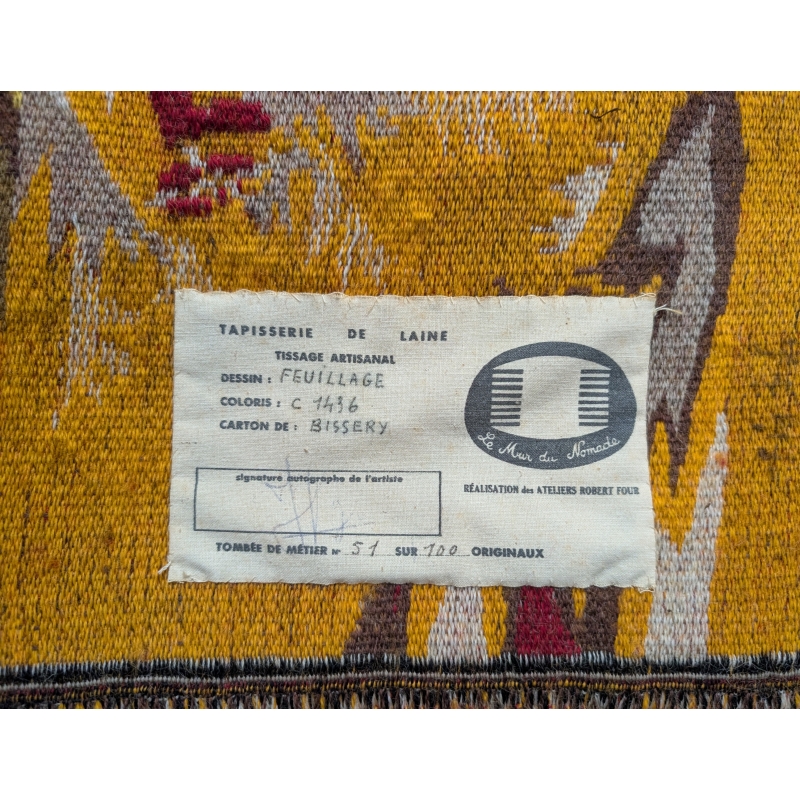 TAPISSERIE DE LAINE
TISSAGE ARTISANAL
DESSIN : FEUILLAGE
COLORIS : C 1436
CARTON DE : BISSERY
Le Mur du Nomade
RÉALISATION des ATELIERS ROBERT FOUR
signature autographe de l'artiste
TOMBÉE DE MÉTIER N° 51 SUR 100 ORIGINAUX